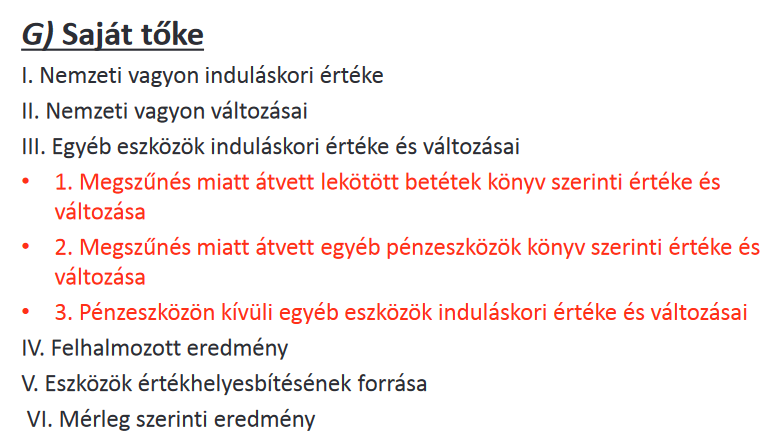 G) Saját tőke
I. Nemzeti vagyon induláskori értéke
II. Nemzeti vagyon változásai
III. Egyéb eszközök induláskori értéke és változásai
• 1. Megszűnés miatt átvett lekötött betétek könyv szerinti értéke és
változása
• 2. Megszűnés miatt átvett egyéb pénzeszközök könyv szerinti értéke és
változása
• 3. Pénzeszközön kívüli egyéb eszközök induláskori értéke és változásai
IV. Felhalmozott eredmény
V. Eszközök értékhelyesbítésének forrása
VI. Mérleg szerinti eredmény